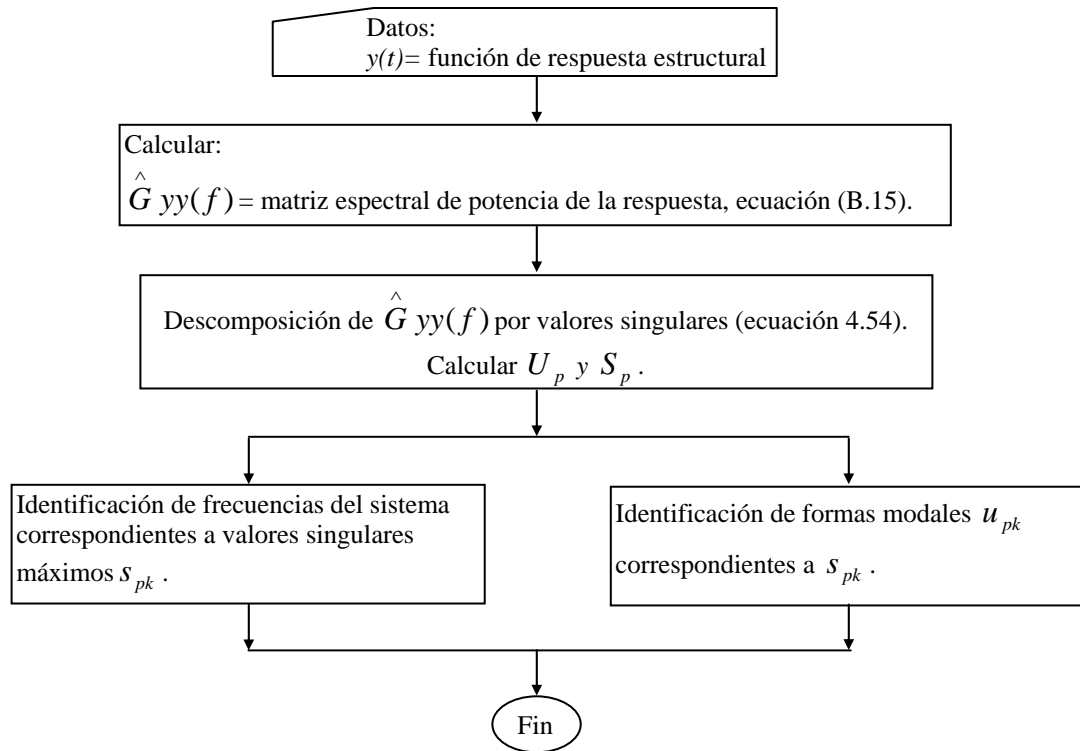 Datos:
y(t)= función de respuesta estructural
Calcular:
Ĝ yy(f) = matriz espectral de potencia de la respuesta, ecuación (B.15).
Descomposición de Ĝ yy(f) por valores singulares (ecuación 4.54).
Calcular U_p y S_p .
Identificación de frecuencias del sistema
correspondientes a valores singulares
máximos s_pk .
Identificación de formas modales u_pk
correspondientes a s_pk .
Fin